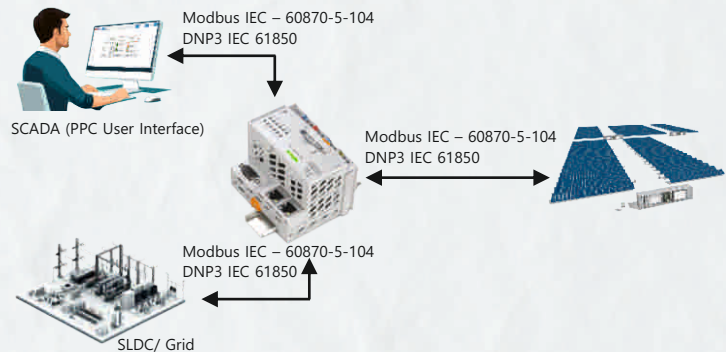 Modbus IEC – 60870-5-104
DNP3 IEC 61850
SCADA (PPC User Interface)
Modbus IEC – 60870-5-104
DNP3 IEC 61850
Modbus IEC – 60870-5-104
DNP3 IEC 61850
SLDC/ Grid